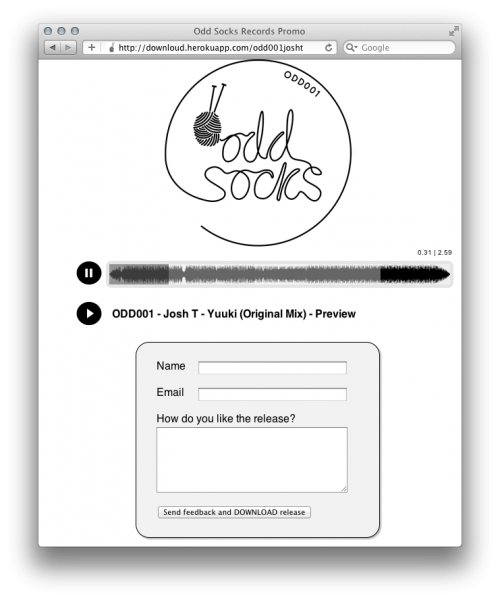 Odd Socks Records Promo
http://downloud.herokuapp.com/odd001josht
Google
ODD001
odd
socks
0.31 | 2.59
ODD001 - Josh T - Yuuki (Original Mix) - Preview
Name
Email
How do you like the release?
Send feedback and DOWNLOAD release